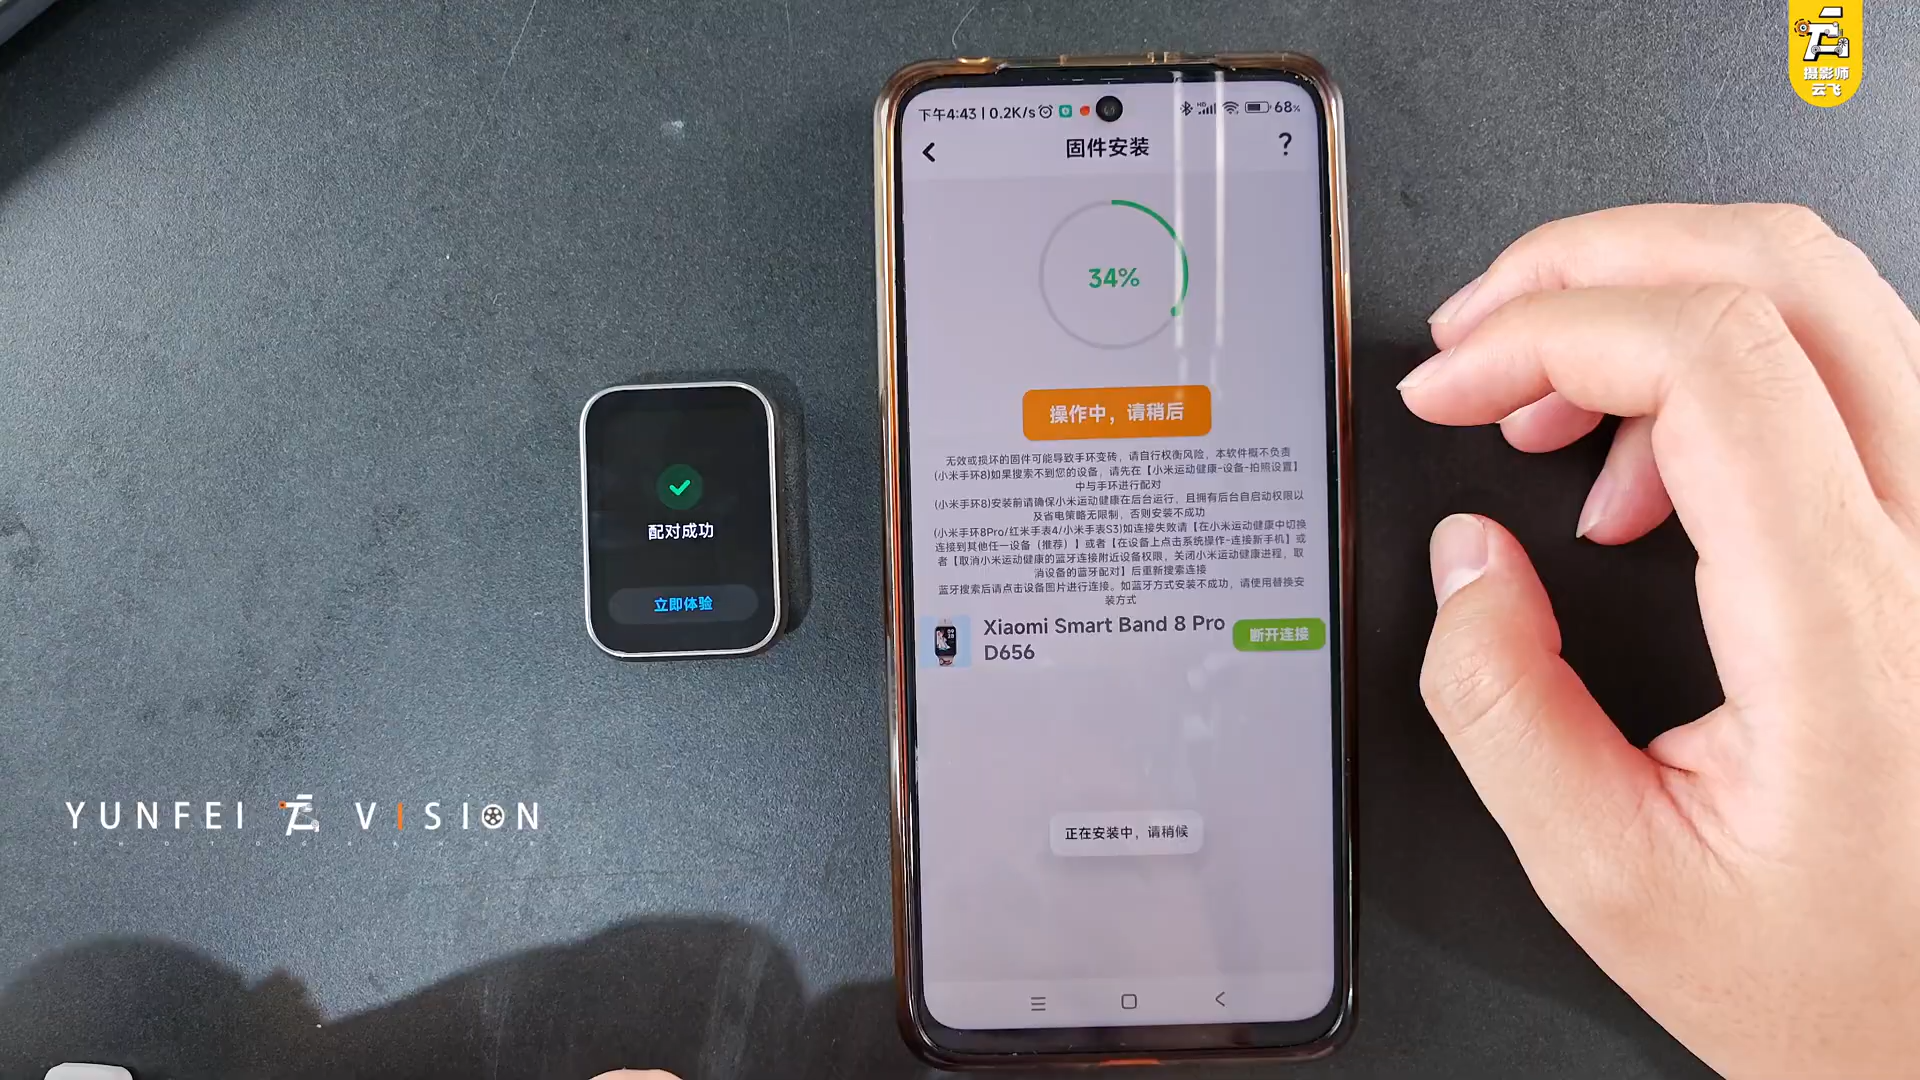 摄影师
云飞
下午4:43 | 0.2K/s
68%
固件安装
?
34%
操作中，请稍后
无效或损坏的固件可能导致手环变砖，请自行权衡风险，本软件概不负责
(小米手环8)如果搜索不到您的设备，请先在【小米运动健康-设备-拍照设置】
中与手环进行配对
(小米手环8)安装前请确保小米运动健康在后台运行，且拥有后台自启动权限以
及省电策略无限制，否则安装不成功
(小米手环8Pro/红米手表4/小米手表S3)如连接失败请【在小米运动健康中切换
连接到其他任一设备（推荐）】或者【在设备上点击系统操作-连接新手机】或
者【取消小米运动健康的蓝牙连接附近设备权限，关闭小米运动健康进程，取
消设备的蓝牙配对】后重新搜索连接
蓝牙搜索后请点击设备图片进行连接。如蓝牙方式安装不成功，请使用替换安
装方式
Xiaomi Smart Band 8 Pro
D656
断开连接
正在安装中，请稍候
配对成功
立即体验
YUNFEI VISION